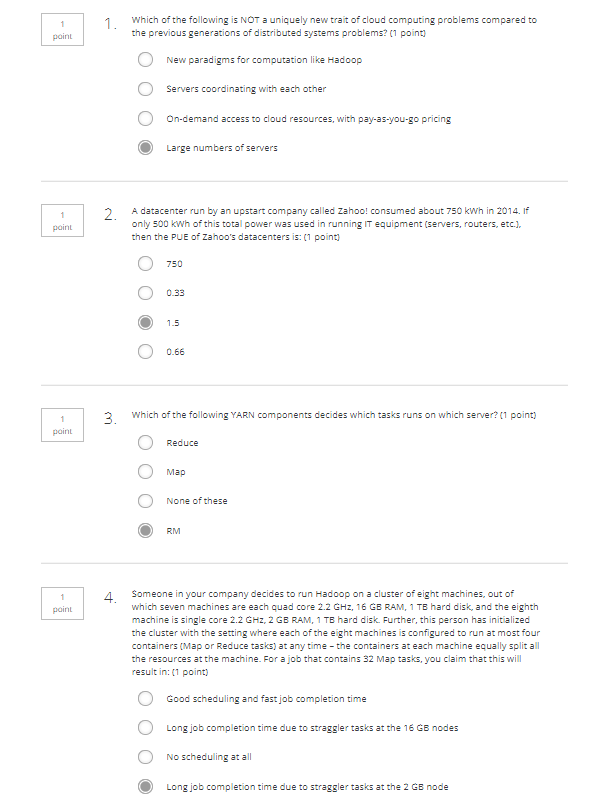 1
point
1.
Which of the following is NOT a uniquely new trait of cloud computing problems compared to
the previous generations of distributed systems problems? (1 point)
New paradigms for computation like Hadoop
Servers coordinating with each other
On-demand access to cloud resources, with pay-as-you-go pricing
Large numbers of servers
1
point
2.
A datacenter run by an upstart company called Zahoo! consumed about 750 kWh in 2014. If
only 500 kWh of this total power was used in running IT equipment (servers, routers, etc.),
then the PUE of Zahoo's datacenters is: (1 point)
750
0.33
1.5
0.66
1
point
3.
Which of the following YARN components decides which tasks runs on which server? (1 point)
Reduce
Map
None of these
RM
1
point
4.
Someone in your company decides to run Hadoop on a cluster of eight machines, out of
which seven machines are each quad core 2.2 GHz, 16 GB RAM, 1 TB hard disk, and the eighth
machine is single core 2.2 GHz, 2 GB RAM, 1 TB hard disk. Further, this person has initialized
the cluster with the setting where each of the eight machines is configured to run at most four
containers (Map or Reduce tasks) at any time – the containers at each machine equally split all
the resources at the machine. For a job that contains 32 Map tasks, you claim that this will
result in: (1 point)
Good scheduling and fast job completion time
Long job completion time due to straggler tasks at the 16 GB nodes
No scheduling at all
Long job completion time due to straggler tasks at the 2 GB node